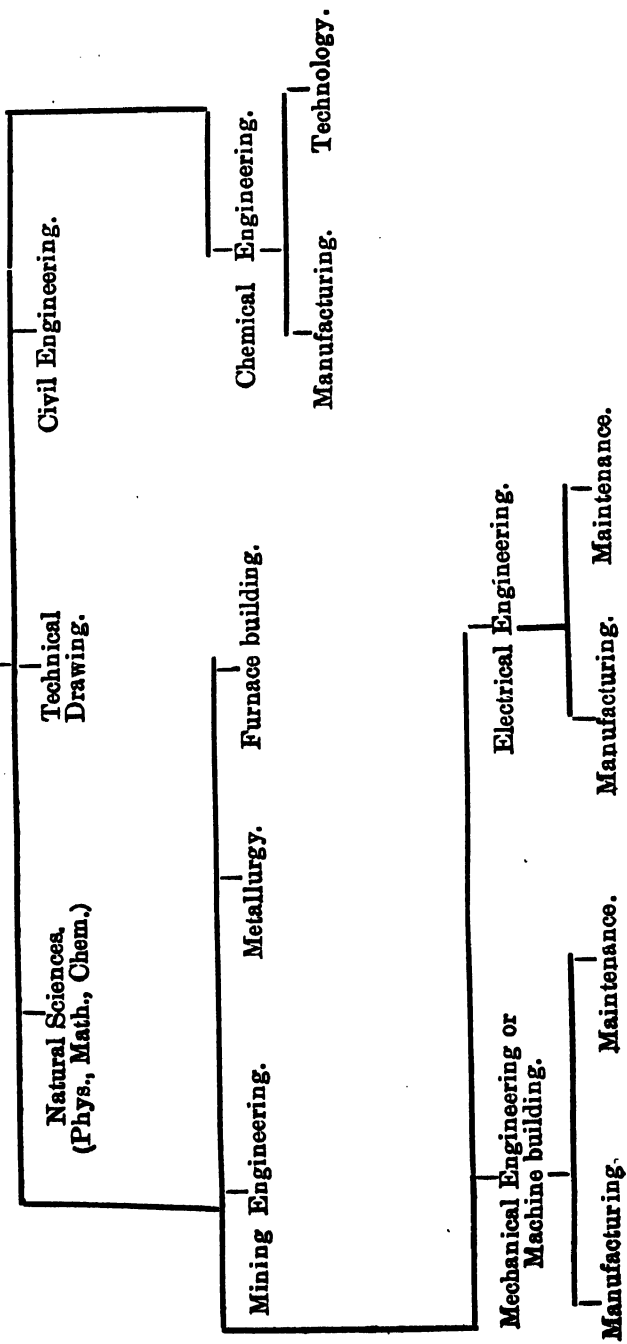 Natural Sciences.
(Phys., Math., Chem.)
Technical
Drawing.
Civil Engineering.
Mining Engineering.
Metallurgy.
Furnace building.
Chemical Engineering.
Manufacturing.
Technology.
Mechanical Engineering or
Machine building.
Electrical Engineering.
Manufacturing.
Maintenance.
Manufacturing.
Maintenance.